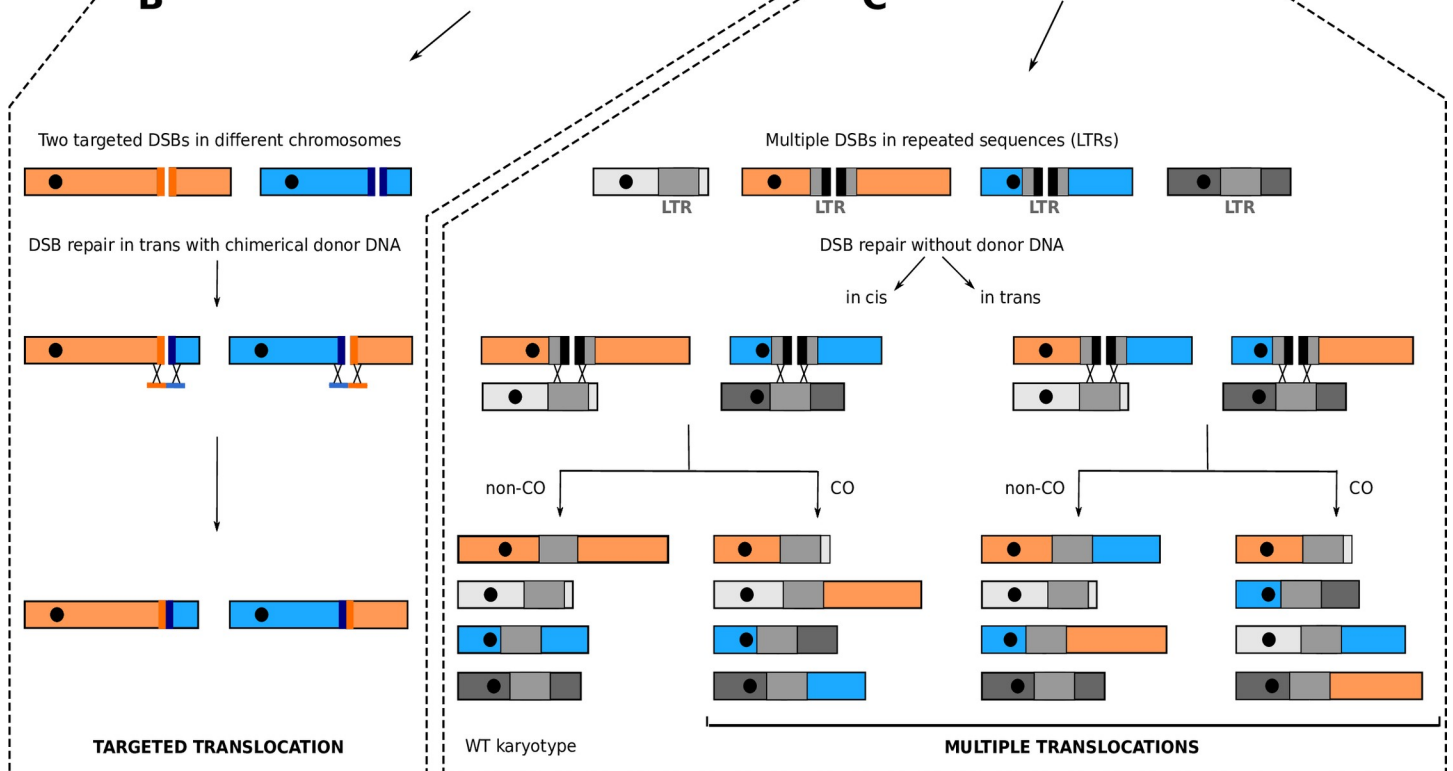 B
C
Two targeted DSBs in different chromosomes
DSB repair in trans with chimerical donor DNA
TARGETED TRANSLOCATION
Multiple DSBs in repeated sequences (LTRs)
LTR LTR LTR LTR
DSB repair without donor DNA
in cis in trans
non-CO CO non-CO CO
WT karyotype MULTIPLE TRANSLOCATIONS